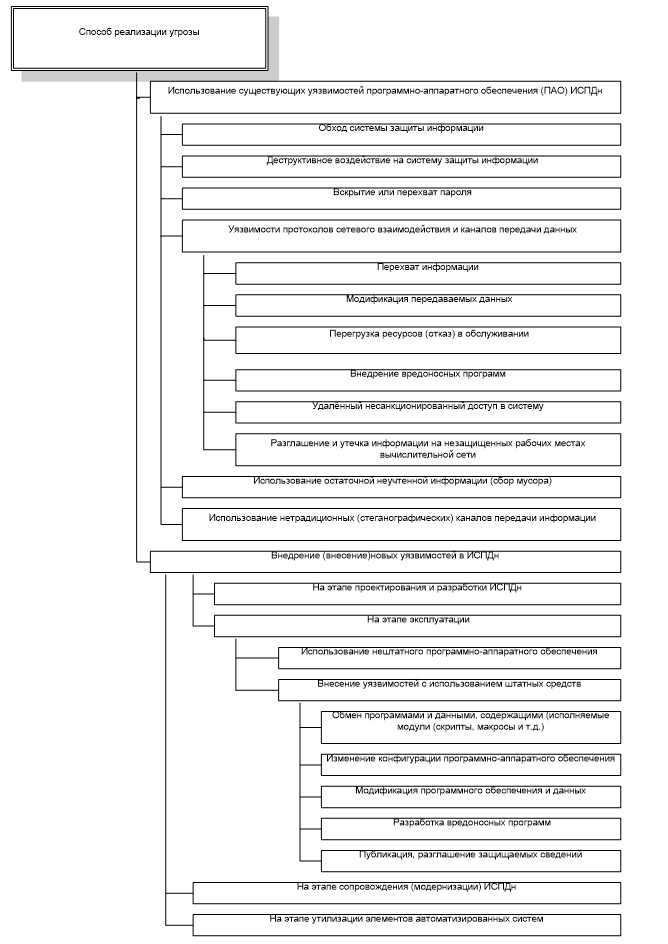 Способ реализации угрозы
Использование существующих уязвимостей программно-аппаратного обеспечения (ПАО) ИСПДн
Обход системы защиты информации
Деструктивное воздействие на систему защиты информации
Вскрытие или перехват пароля
Уязвимости протоколов сетевого взаимодействия и каналов передачи данных
Перехват информации
Модификация передаваемых данных
Перегрузка ресурсов (отказ) в обслуживании
Внедрение вредоносных программ
Удалённый несанкционированный доступ в систему
Разглашение и утечка информации на незащищенных рабочих местах
вычислительной сети
Использование остаточной неучтенной информации (сбор мусора)
Использование нетрадиционных (стеганографических) каналов передачи информации
Внедрение (внесение)новых уязвимостей в ИСПДн
На этапе проектирования и разработки ИСПДн
На этапе эксплуатации
Использование нештатного программно-аппаратного обеспечения
Внесение уязвимостей с использованием штатных средств
Обмен программами и данными, содержащими (исполняемые
модули (скрипты, макросы и т.д.)
Изменение конфигурации программно-аппаратного обеспечения
Модификация программного обеспечения и данных
Разработка вредоносных программ
Публикация, разглашение защищаемых сведений
На этапе сопровождения (модернизации) ИСПДн
На этапе утилизации элементов автоматизированных систем